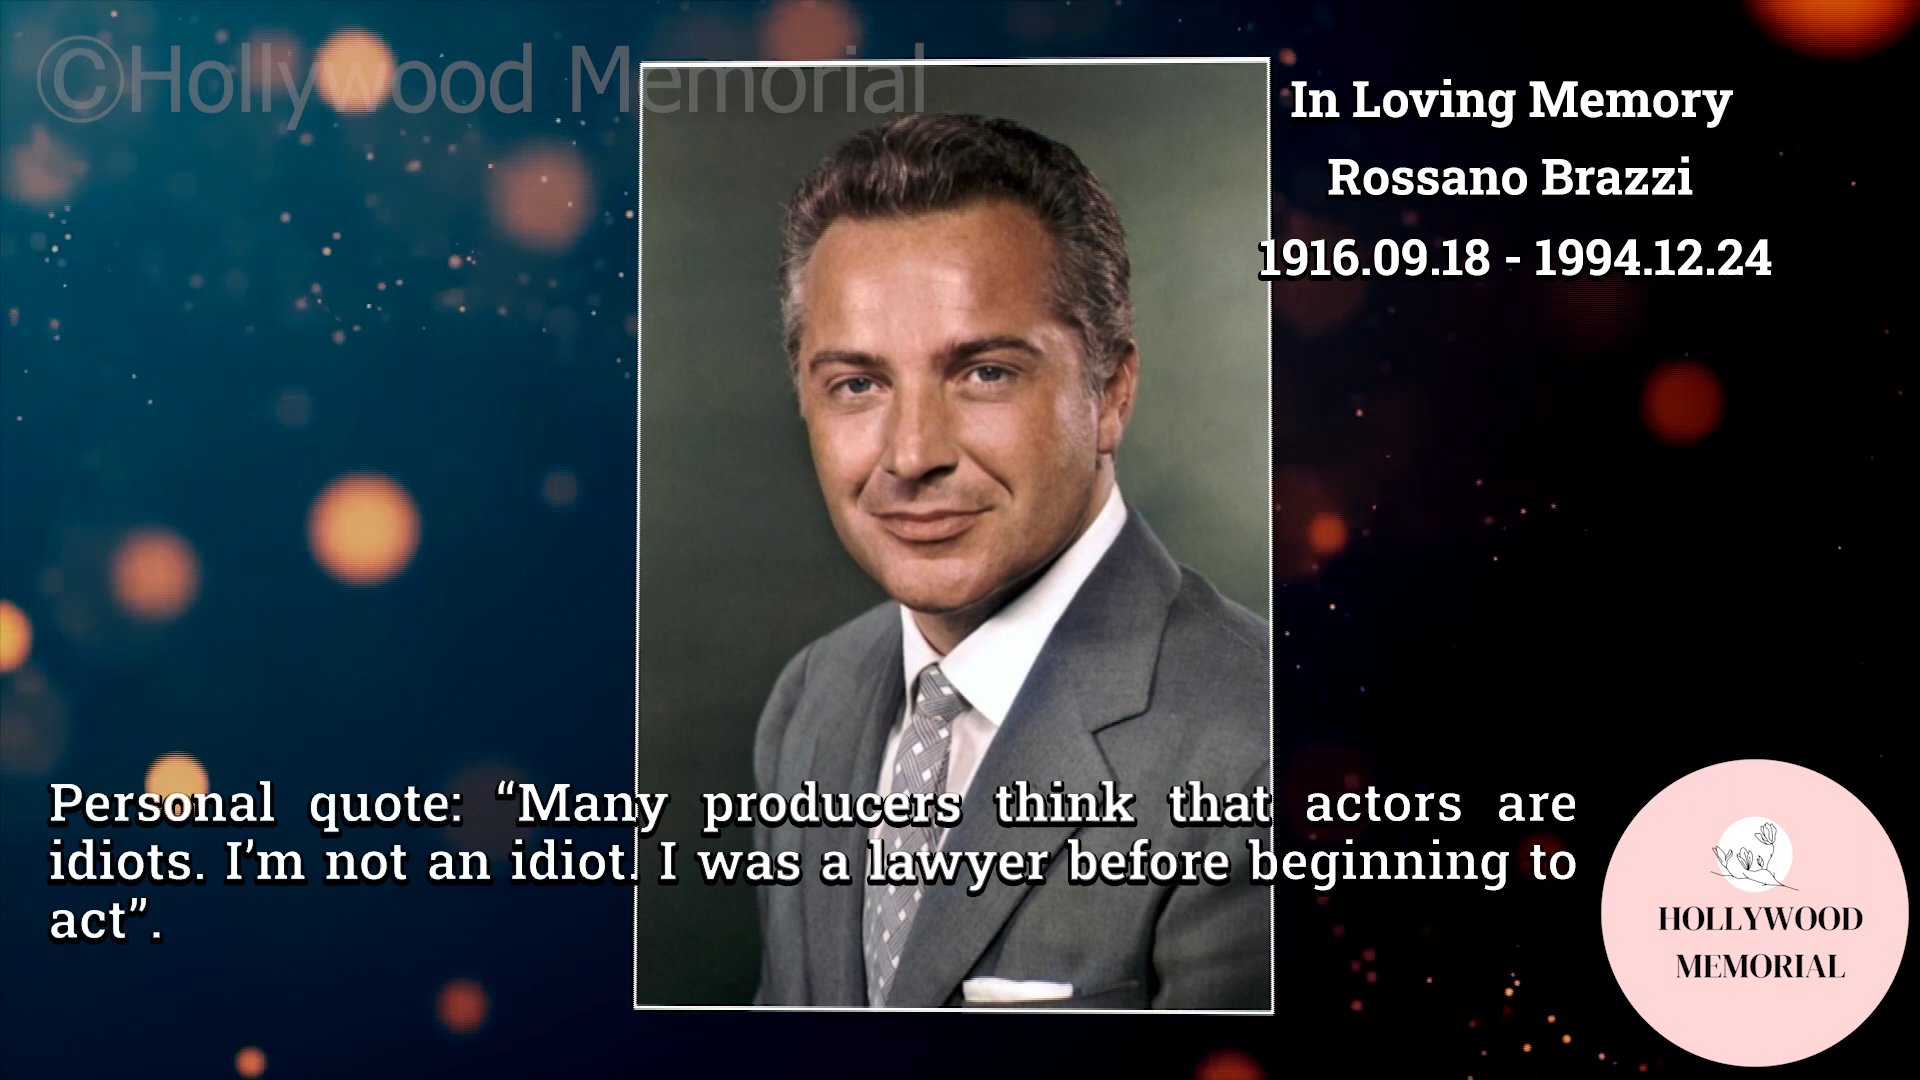 ©Hollywood Memorial
In Loving Memory
Rossano Brazzi
1916.09.18 - 1994.12.24
Personal quote: “Many producers think that actors are
idiots. I’m not an idiot. I was a lawyer before beginning to
act”.
HOLLYWOOD
MEMORIAL